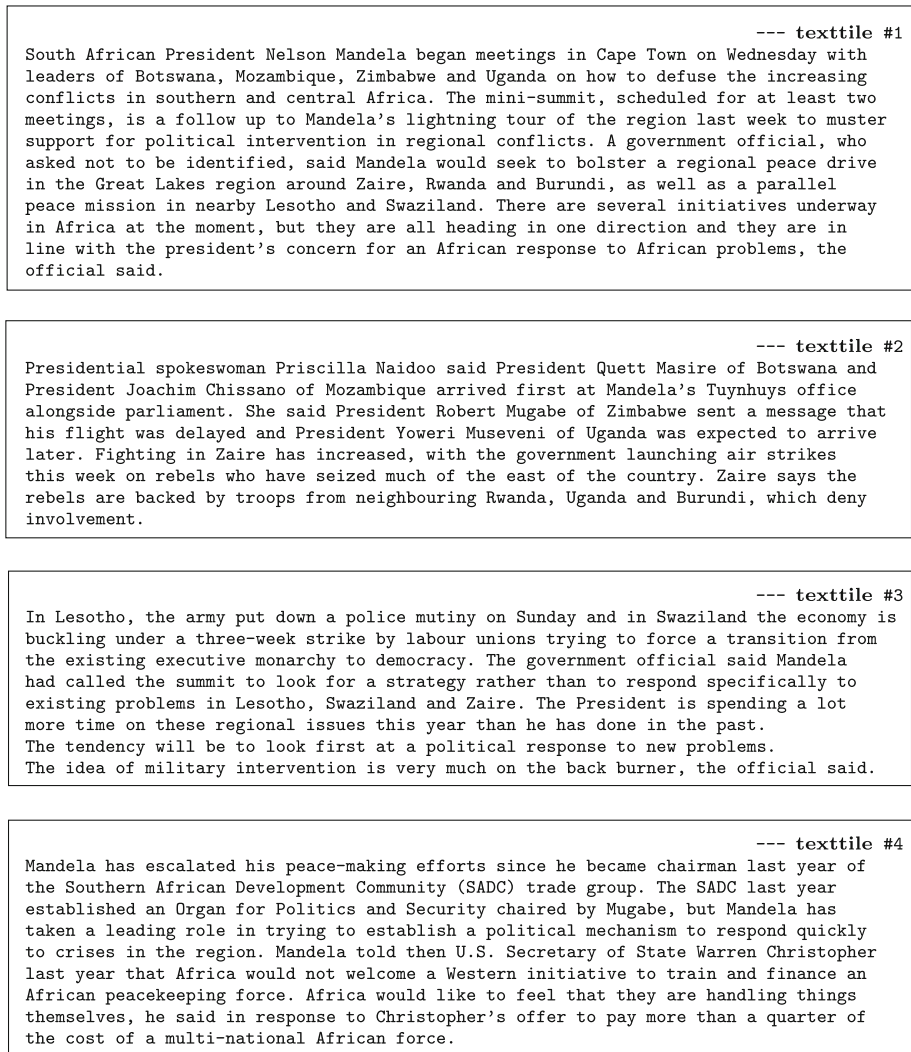 --- texttile #1
South African President Nelson Mandela began meetings in Cape Town on Wednesday with
leaders of Botswana, Mozambique, Zimbabwe and Uganda on how to defuse the increasing
conflicts in southern and central Africa. The mini-summit, scheduled for at least two
meetings, is a follow up to Mandela's lightning tour of the region last week to muster
support for political intervention in regional conflicts. A government official, who
asked not to be identified, said Mandela would seek to bolster a regional peace drive
in the Great Lakes region around Zaire, Rwanda and Burundi, as well as a parallel
peace mission in nearby Lesotho and Swaziland. There are several initiatives underway
in Africa at the moment, but they are all heading in one direction and they are in
line with the president's concern for an African response to African problems, the
official said.
--- texttile #2
Presidential spokeswoman Priscilla Naidoo said President Quett Masire of Botswana and
President Joachim Chissano of Mozambique arrived first at Mandela's Tuynhuys office
alongside parliament. She said President Robert Mugabe of Zimbabwe sent a message that
his flight was delayed and President Yoweri Museveni of Uganda was expected to arrive
later. Fighting in Zaire has increased, with the government launching air strikes
this week on rebels who have seized much of the east of the country. Zaire says the
rebels are backed by troops from neighbouring Rwanda, Uganda and Burundi, which deny
involvement.
--- texttile #3
In Lesotho, the army put down a police mutiny on Sunday and in Swaziland the economy is
buckling under a three-week strike by labour unions trying to force a transition from
the existing executive monarchy to democracy. The government official said Mandela
had called the summit to look for a strategy rather than to respond specifically to
existing problems in Lesotho, Swaziland and Zaire. The President is spending a lot
more time on these regional issues this year than he has done in the past.
The tendency will be to look first at a political response to new problems.
The idea of military intervention is very much on the back burner, the official said.
--- texttile #4
Mandela has escalated his peace-making efforts since he became chairman last year of
the Southern African Development Community (SADC) trade group. The SADC last year
established an Organ for Politics and Security chaired by Mugabe, but Mandela has
taken a leading role in trying to establish a political mechanism to respond quickly
to crises in the region. Mandela told then U.S. Secretary of State Warren Christopher
last year that Africa would not welcome a Western initiative to train and finance an
African peacekeeping force. Africa would like to feel that they are handling things
themselves, he said in response to Christopher's offer to pay more than a quarter of
the cost of a multi-national African force.